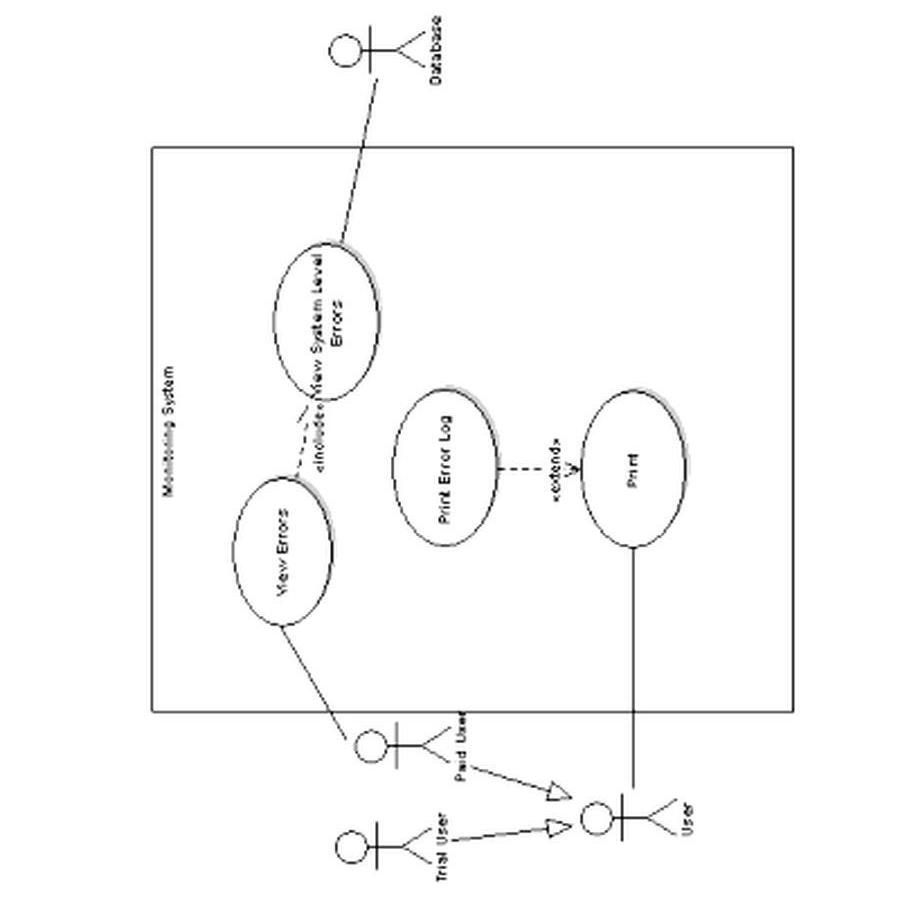 Monitoring System
Trial User
Paid User
User
View Errors
<include>
View System Level
Errors
Print Error Log
<extend>
Print
Database